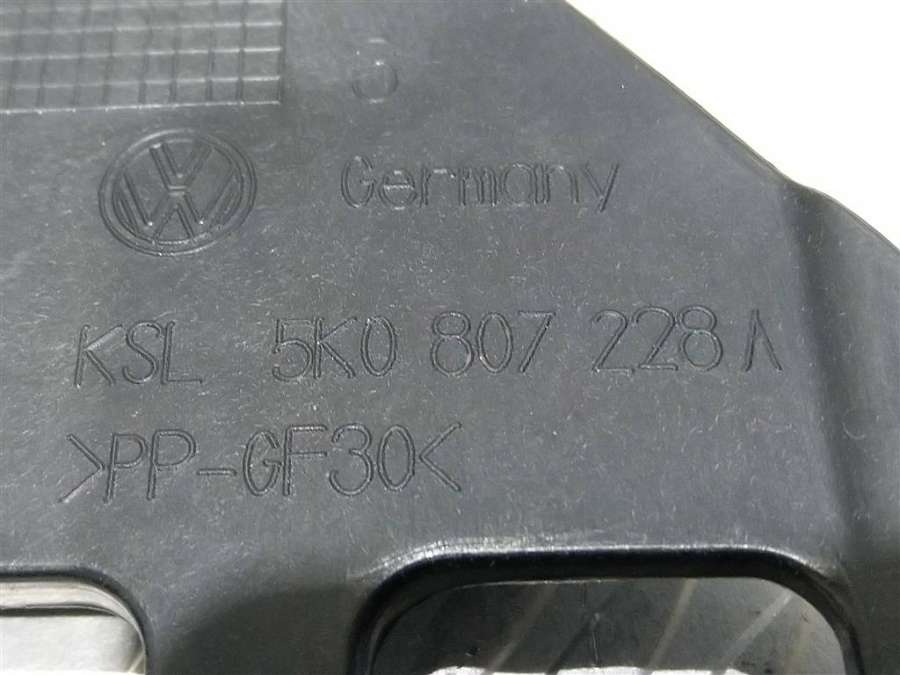 Germany
KSL 5K0 807 228 A
>PP-GF30<